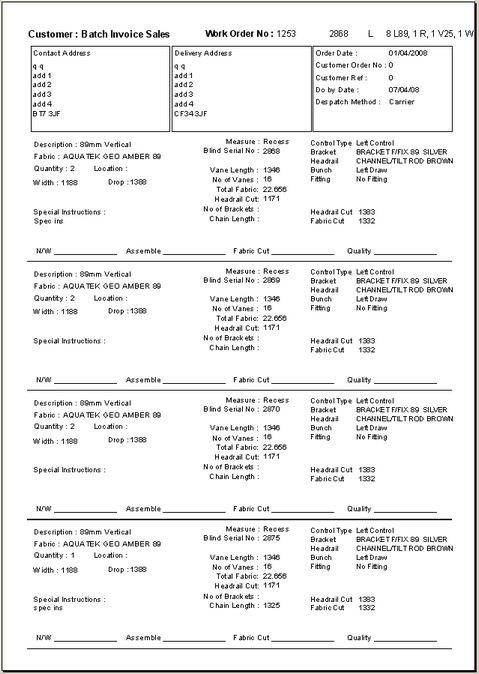 Customer : Batch Invoice Sales Work Order No : 1253 2868 L 8 L89, 1 R, 1 V25, 1 W
Contact Address Delivery Address Order Date : 01/04/2008
q q q q Customer Order No : 0
add 1 add 1 Customer Ref : 0
add 2 add 2 Do by Date : 07/04/08
add 3 add 3 Despatch Method : Carrier
add 4 add 4
BT7 3JF CF34 3JF
Description : 89mm Vertical Measure : Recess Control Type Left Control
Fabric : AQUATEK GEO AMBER 89 Blind Serial No : 2868 Bracket BRACKET F/FIX 89 SILVER
Headrail CHANNEL/TILT ROD BROWN
Quantity : 2 Location : Vane Length : 1346 Bunch Left Draw
Width : 1188 Drop : 1388 No of Vanes : 16 Fitting No Fitting
Total Fabric: 22.656
Headrail Cut: 1171
Special Instructions : No of Brackets : Headrail Cut 1383
Spec ins Chain Length : Fabric Cut 1332
N/W Assemble Fabric Cut Quality
Description : 89mm Vertical Measure : Recess Control Type Left Control
Fabric : AQUATEK GEO AMBER 89 Blind Serial No : 2869 Bracket BRACKET F/FIX 89 SILVER
Headrail CHANNEL/TILT ROD BROWN
Quantity : 2 Location : Vane Length : 1346 Bunch Left Draw
Width : 1188 Drop : 1388 No of Vanes : 16 Fitting No Fitting
Total Fabric: 22.656
Headrail Cut: 1171
Special Instructions : No of Brackets : Headrail Cut 1383
Chain Length : Fabric Cut 1332
N/W Assemble Fabric Cut Quality
Description : 89mm Vertical Measure : Recess Control Type Left Control
Fabric : AQUATEK GEO AMBER 89 Blind Serial No : 2870 Bracket BRACKET F/FIX 89 SILVER
Headrail CHANNEL/TILT ROD BROWN
Quantity : 2 Location : Vane Length : 1346 Bunch Left Draw
Width : 1188 Drop : 1388 No of Vanes : 16 Fitting No Fitting
Total Fabric: 22.656
Headrail Cut: 1171
Special Instructions : No of Brackets : Headrail Cut 1383
Chain Length : Fabric Cut 1332
N/W Assemble Fabric Cut Quality
Description : 89mm Vertical Measure : Recess Control Type Left Control
Fabric : AQUATEK GEO AMBER 89 Blind Serial No : 2875 Bracket BRACKET F/FIX 89 SILVER
Headrail CHANNEL/TILT ROD BROWN
Quantity : 1 Location : Vane Length : 1346 Bunch Left Draw
Width : 1188 Drop : 1388 No of Vanes : 16 Fitting No Fitting
Total Fabric: 22.656
Headrail Cut: 1171
Special Instructions : No of Brackets : Headrail Cut 1383
spec ins Chain Length : 1325 Fabric Cut 1332
N/W Assemble Fabric Cut Quality